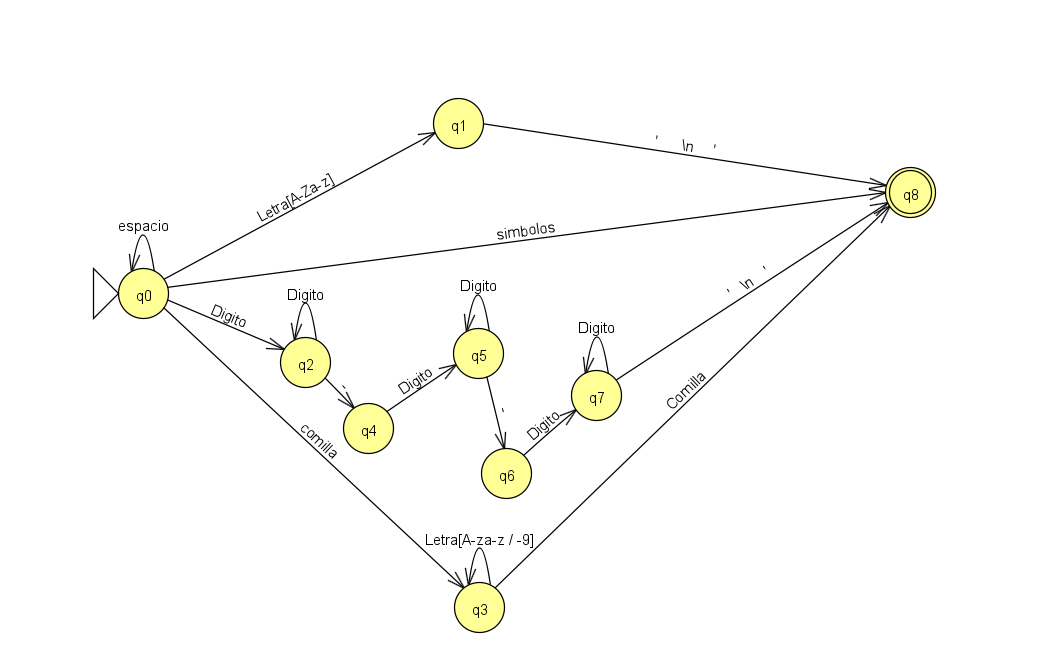 q1
' \n '
Letra[A-Za-z]
q8
espacio
simbolos
q0
Digito
Digito
Digito
' \n '
q2
q5
Digito
-
Digito
q7
Comilla
q4
-
Digito
comilla
q6
Letra[A-za-z / -9]
q3